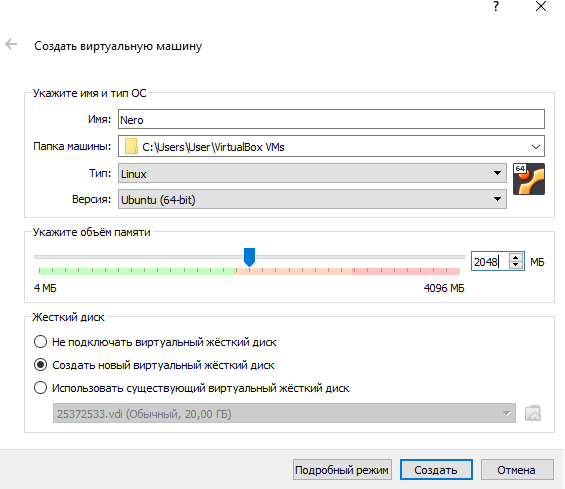 ?
Создать виртуальную машину
Укажите имя и тип ОС
Имя: Nero
Папка машины: C:\Users\User\VirtualBox VMs
Тип: Linux
64
Версия: Ubuntu (64-bit)
Укажите объём памяти
2048 МБ
4 МБ 4096 МБ
Жесткий диск
Не подключать виртуальный жёсткий диск
Создать новый виртуальный жёсткий диск
Использовать существующий виртуальный жёсткий диск
25372533.vdi (Обычный, 20,00 ГБ)
Подробный режим Создать Отмена